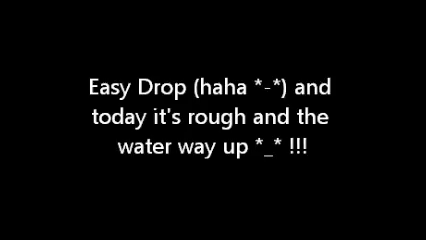 Easy Drop (haha *-*) and
today it's rough and the
water way up *_* !!!